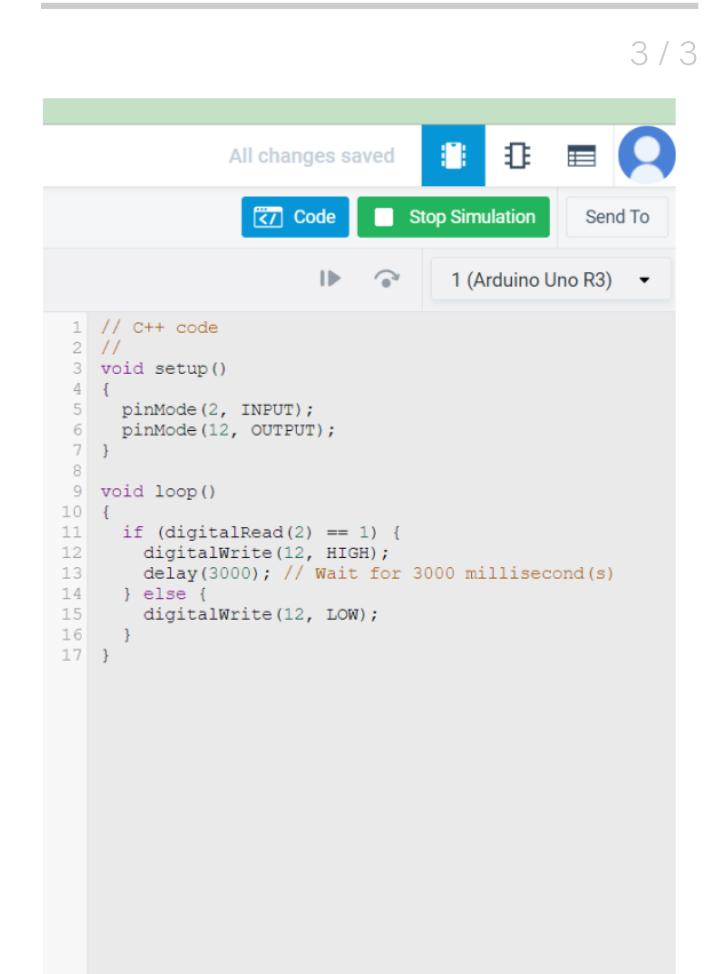 3 / 3
All changes saved
Code Stop Simulation Send To
1 (Arduino Uno R3)
1 // C++ code
2 //
3 void setup()
4 {
5   pinMode(2, INPUT);
6   pinMode(12, OUTPUT);
7 }
8
9 void loop()
10 {
11   if (digitalRead(2) == 1) {
12     digitalWrite(12, HIGH);
13     delay(3000); // Wait for 3000 millisecond(s)
14   } else {
15     digitalWrite(12, LOW);
16   }
17 }